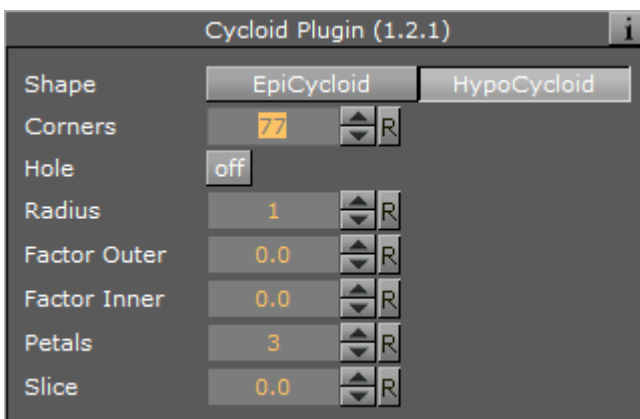 Cycloid Plugin (1.2.1) i
Shape EpiCycloid HypoCycloid
Corners 77 R
Hole off
Radius 1 R
Factor Outer 0.0 R
Factor Inner 0.0 R
Petals 3 R
Slice 0.0 R